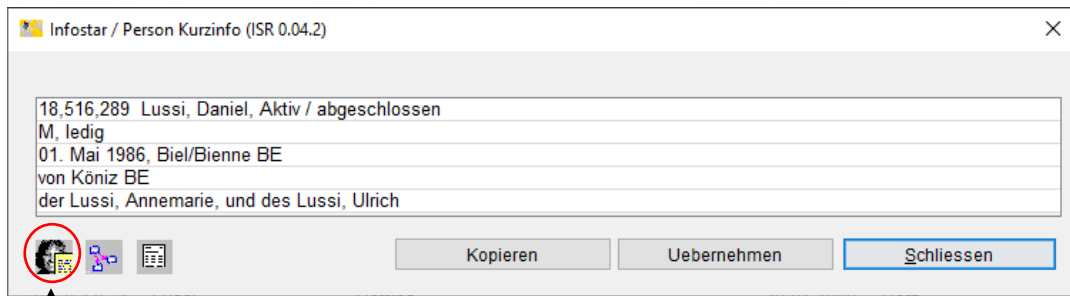 Infostar / Person Kurzinfo (ISR 0.04.2)
18,516,289 Lussi, Daniel, Aktiv / abgeschlossen
M, ledig
01. Mai 1986, Biel/Bienne BE
von Köniz BE
der Lussi, Annemarie, und des Lussi, Ulrich
Kopieren Uebernehmen Schliessen